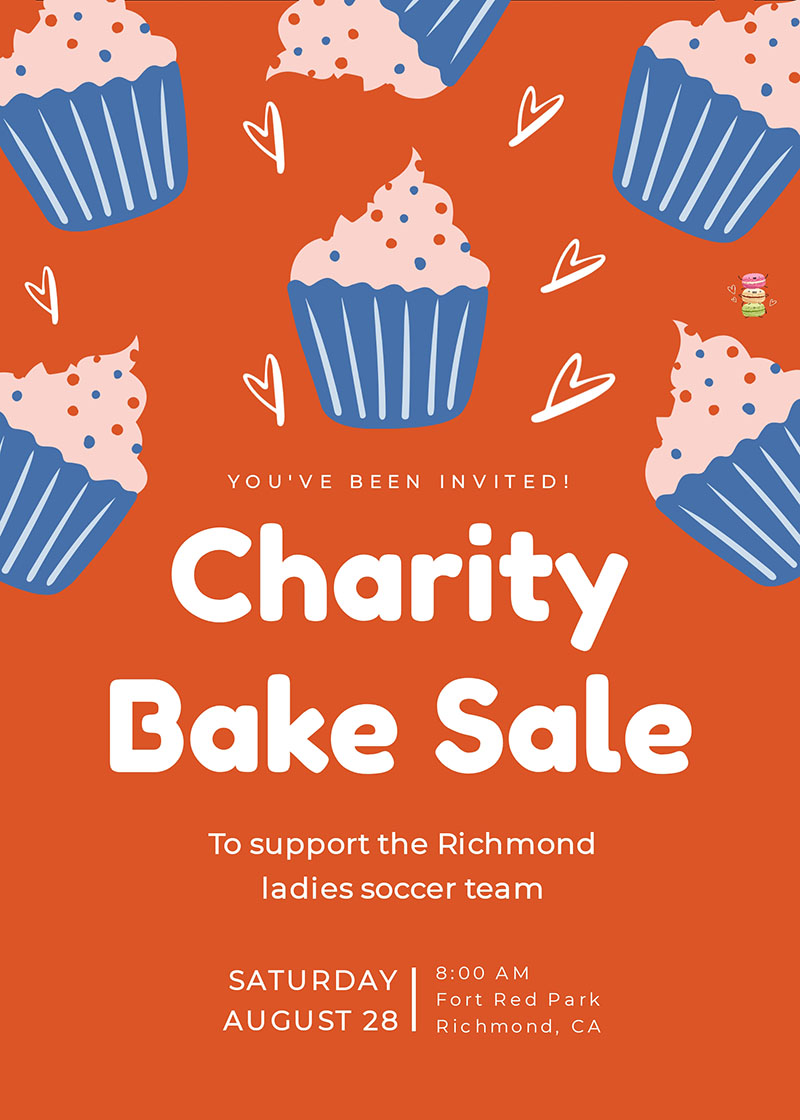 YOU'VE BEEN INVITED!
Charity
Bake Sale
To support the Richmond
ladies soccer team
SATURDAY
AUGUST 28
8:00 AM
Fort Red Park
Richmond, CA